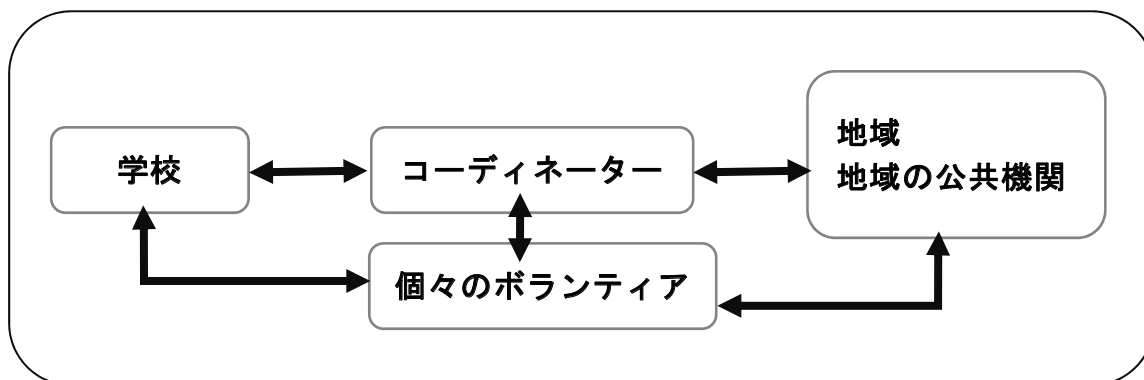 学校
コーディネーター
地域
地域の公共機関
個々のボランティア